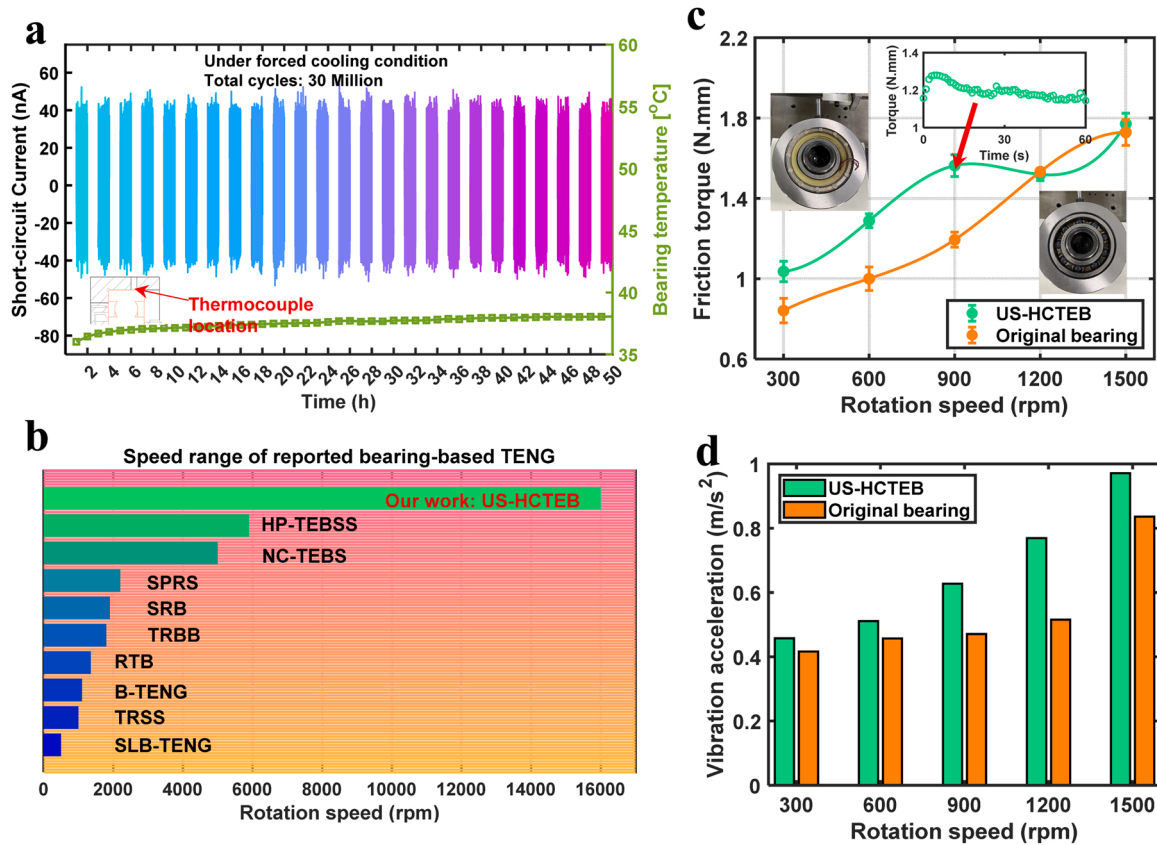 a
Short-circuit Current (nA)
60
40
20
0
-20
-40
-60
-80
Under forced cooling condition
Total cycles: 30 Million
Thermocouple
location
60
55
50
45
40
35
Bearing temperature [°C]
2 4 6 8 10 12 14 16 18 20 22 24 26 28 30 32 34 36 38 40 42 44 46 48 50
Time (h)
b
Speed range of reported bearing-based TENG
Our work: US-HCTEB
HP-TEBSS
NC-TEBS
SPRS
SRB
TRBB
RTB
B-TENG
TRSS
SLB-TENG
0 2000 4000 6000 8000 10000 12000 14000 16000
Rotation speed (rpm)
c
Friction torque (N.mm)
2.2
1.8
1.4
1
0.6
Torque (N.mm)
1.4
1.2
1
0 30 60
Time (s)
US-HCTEB
Original bearing
300 600 900 1200 1500
Rotation speed (rpm)
d
Vibration acceleration (m/s²)
1
0.8
0.6
0.4
0.2
0
US-HCTEB
Original bearing
300 600 900 1200 1500
Rotation speed (rpm)